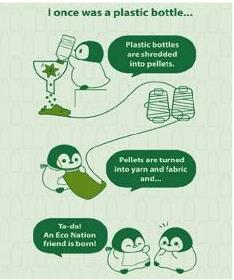 I once was a plastic bottle...
Plastic bottles
are shredded
into pellets.
Pellets are turned
into yarn and fabric
and...
Ta-da!
An Eco Nation
friend is born!